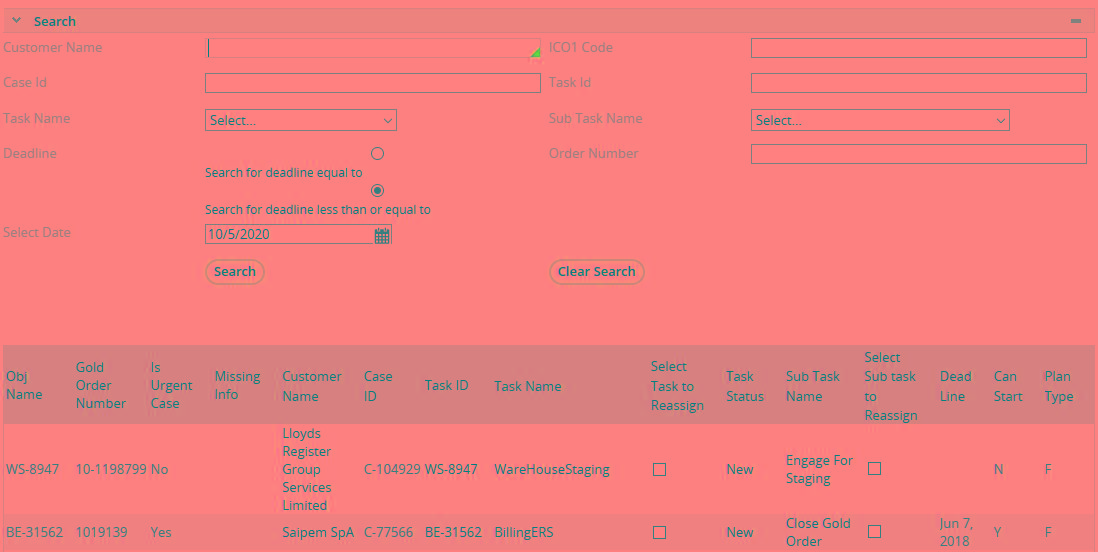 Search
Customer Name
ICO1 Code
Case Id
Task Id
Task Name
Select...
Sub Task Name
Select...
Deadline
Order Number
Search for deadline equal to
Search for deadline less than or equal to
Select Date
10/5/2020
Search
Clear Search
Obj Name
Gold Order Number
Is Urgent Case
Missing Info
Customer Name
Case ID
Task ID
Task Name
Select Task to Reassign
Task Status
Sub Task Name
Select Sub task to Reassign
Dead Line
Can Start
Plan Type
WS-8947
10-1198799
No
Lloyds Register Group Services Limited
C-104929
WS-8947
WareHouseStaging
New
Engage For Staging
N
F
BE-31562
1019139
Yes
Saipem SpA
C-77566
BE-31562
BillingERS
New
Close Gold Order
Jun 7, 2018
Y
F